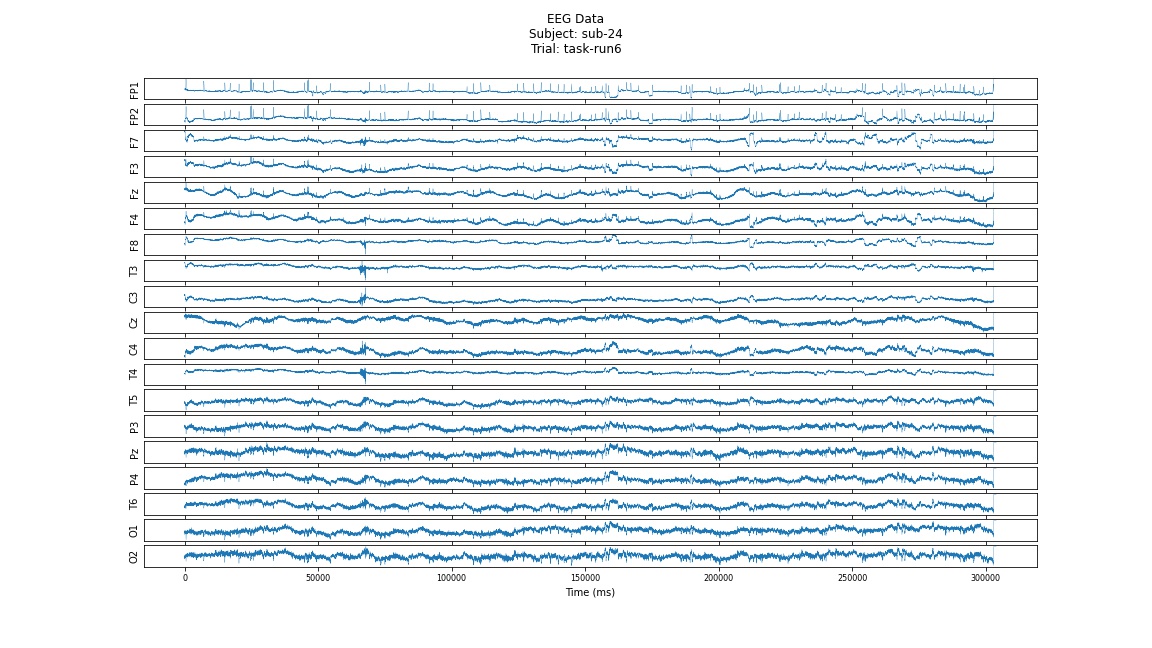 EEG Data
Subject: sub-24
Trial: task-run6
FP1
FP2
F7
F3
Fz
F4
F8
T3
C3
Cz
C4
T4
T5
P3
Pz
P4
T6
O1
O2
0 50000 100000 150000 200000 250000 300000
Time (ms)